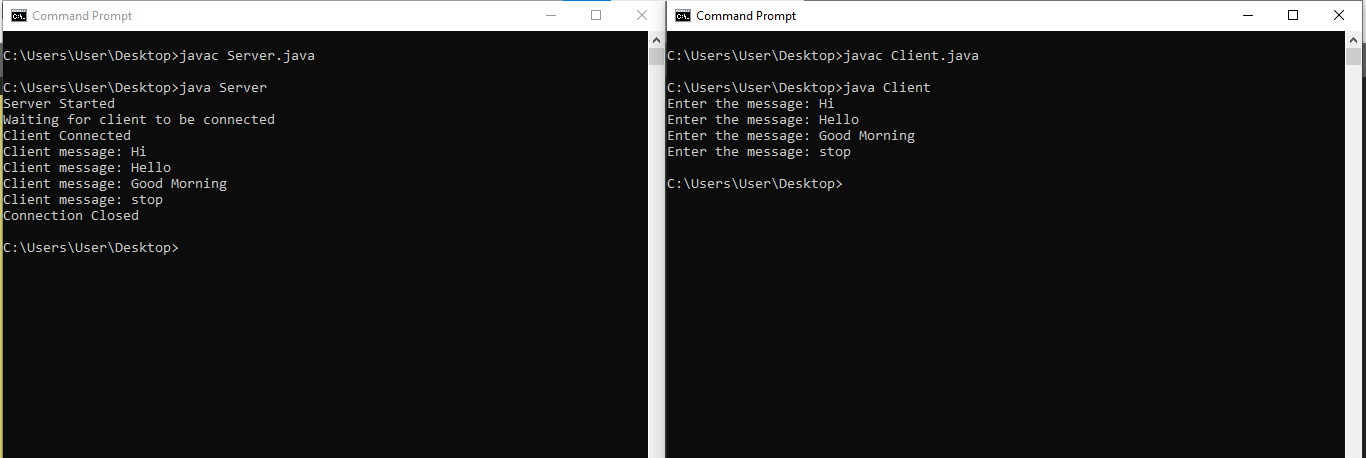 Command Prompt
C:\Users\User\Desktop>javac Server.java
C:\Users\User\Desktop>java Server
Server Started
Waiting for client to be connected
Client Connected
Client message: Hi
Client message: Hello
Client message: Good Morning
Client message: stop
Connection Closed
C:\Users\User\Desktop>
Command Prompt
C:\Users\User\Desktop>javac Client.java
C:\Users\User\Desktop>java Client
Enter the message: Hi
Enter the message: Hello
Enter the message: Good Morning
Enter the message: stop
C:\Users\User\Desktop>